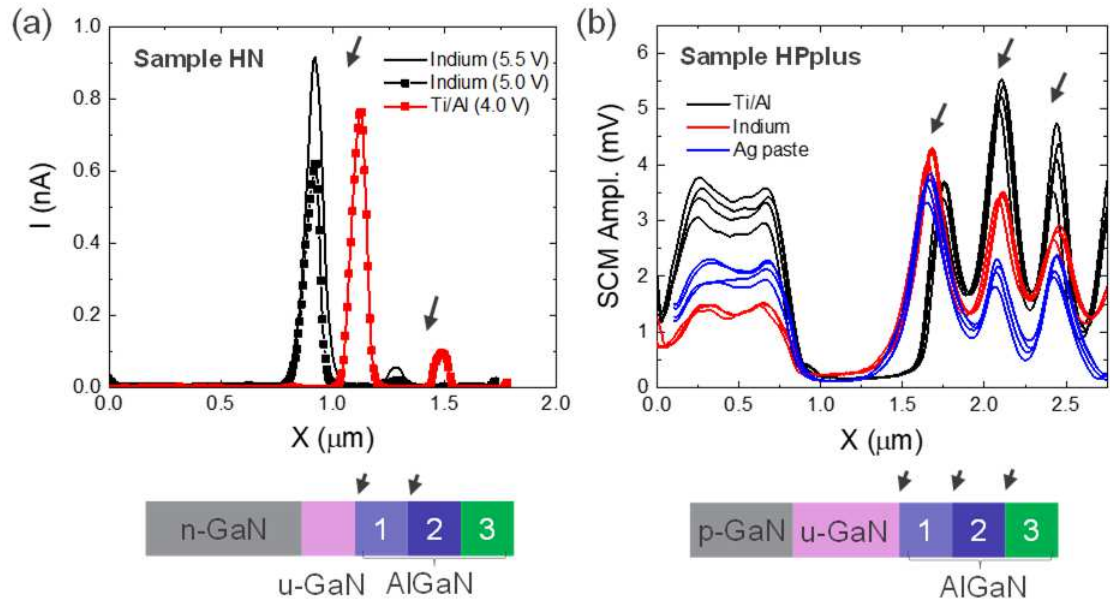 (a)
Sample HN
Indium (5.5 V)
Indium (5.0 V)
Ti/Al (4.0 V)
I (nA)
1.0
0.8
0.6
0.4
0.2
0.0
0.0 0.5 1.0 1.5 2.0
X (μm)
n-GaN
1 2 3
u-GaN AlGaN
(b)
Sample HPplus
Ti/Al
Indium
Ag paste
SCM Ampl. (mV)
6
5
4
3
2
1
0
0.0 0.5 1.0 1.5 2.0 2.5
X (μm)
p-GaN u-GaN 1 2 3
AlGaN